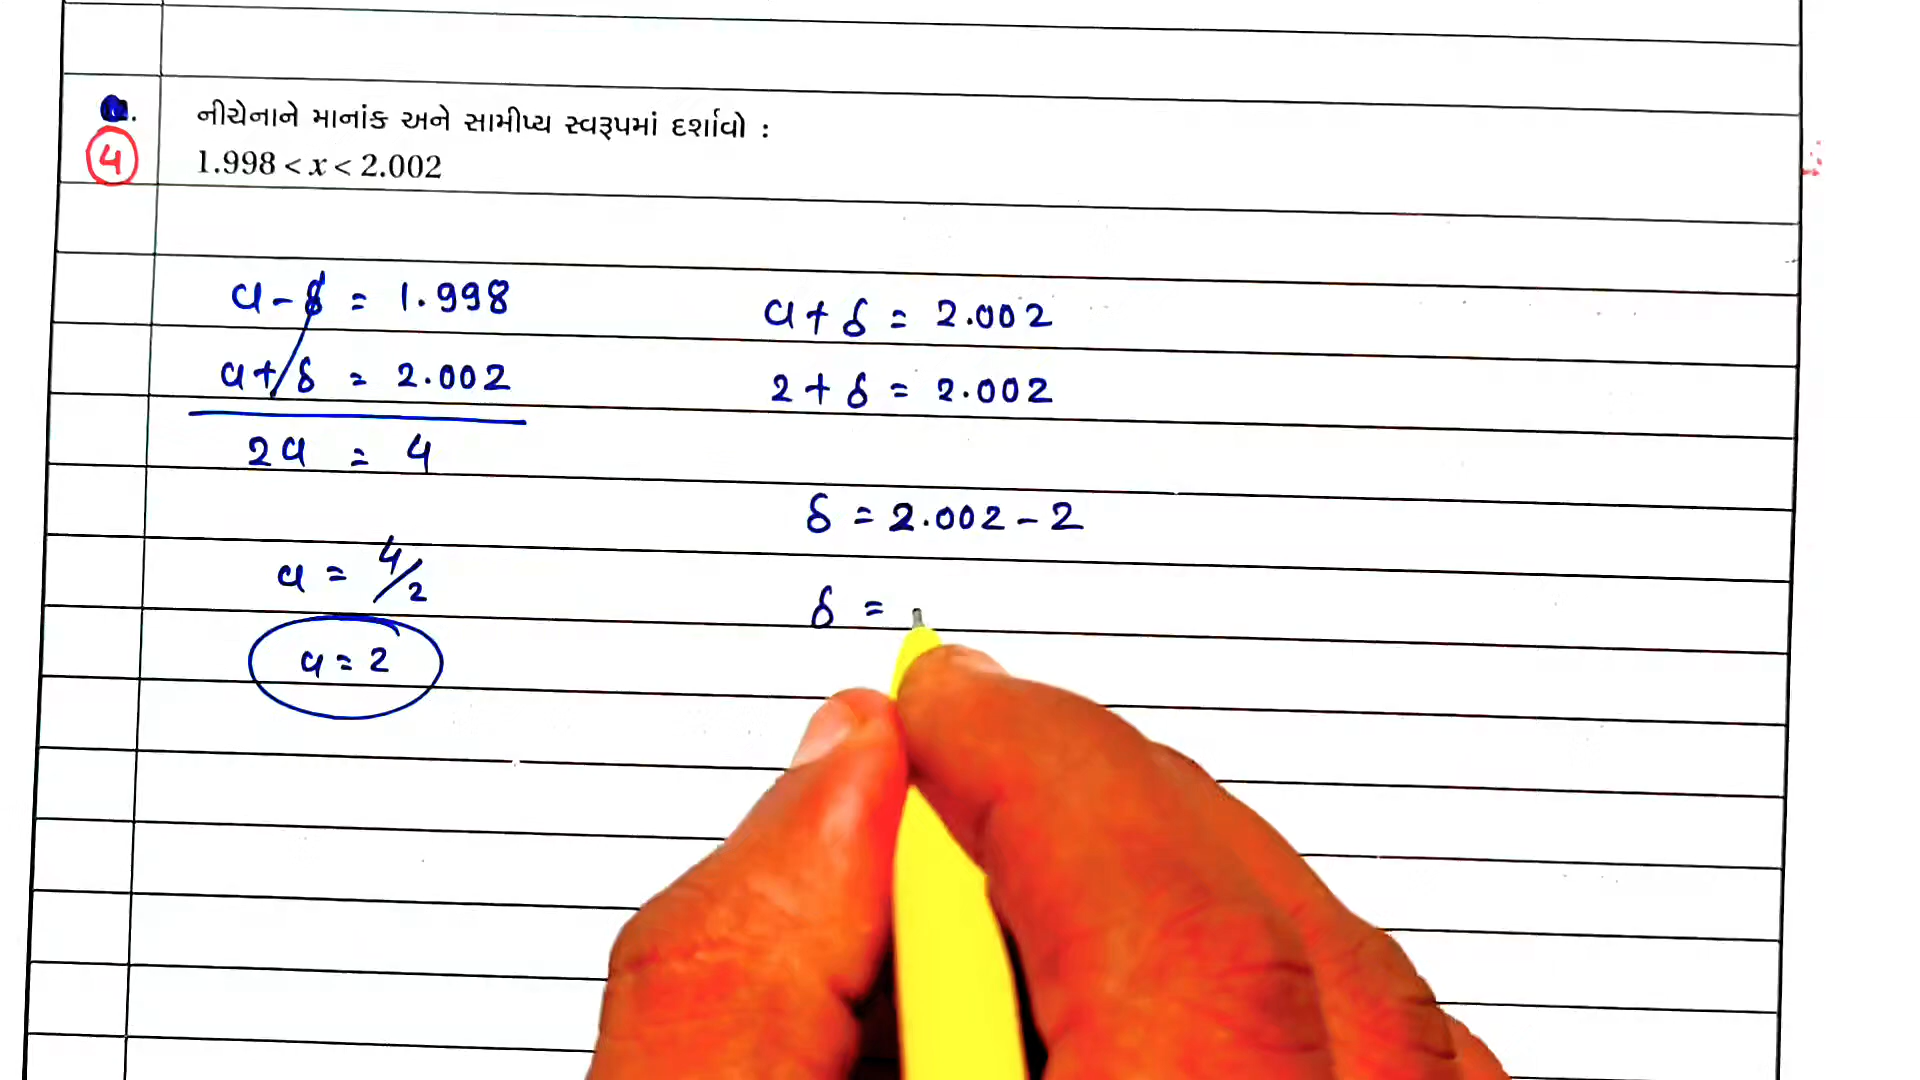 નીચેનાને માનાંક અને સામીપ્ય સ્વરૂપમાં દર્શાવો :
4
1.998 < x < 2.002
a - δ = 1.998
a + δ = 2.002
2a = 4
a = 4/2
a = 2
a + δ = 2.002
2 + δ = 2.002
δ = 2.002 - 2
δ =